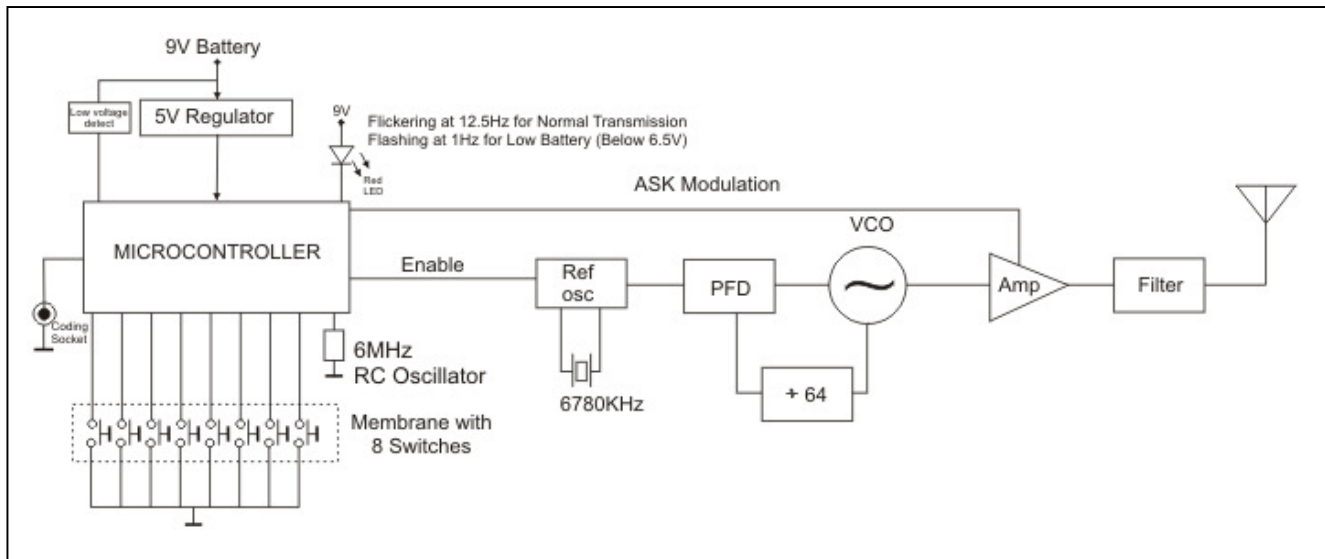 9V Battery
Low voltage
detect
5V Regulator
9V
Flickering at 12.5Hz for Normal Transmission
Flashing at 1Hz for Low Battery (Below 6.5V)
Red
LED
ASK Modulation
MICROCONTROLLER
VCO
Enable
Ref
osc
PFD
Amp
Filter
Coding
Socket
6MHz
RC Oscillator
6780KHz
÷ 64
Membrane with
8 Switches